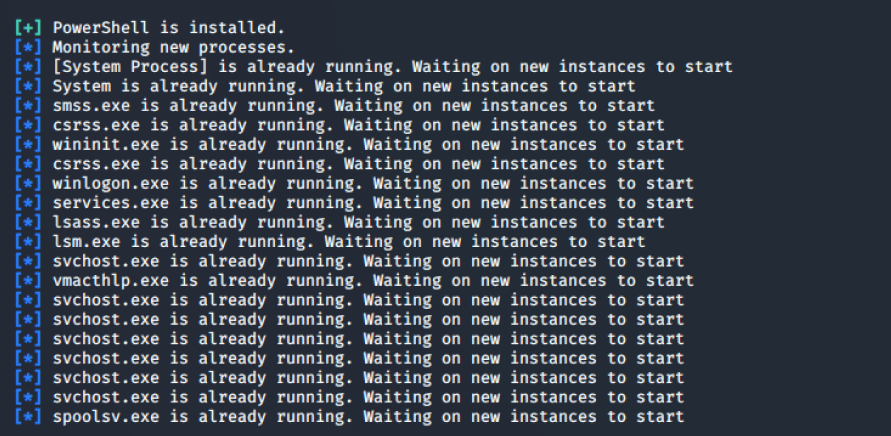 [+] PowerShell is installed.
[*] Monitoring new processes.
[*] [System Process] is already running. Waiting on new instances to start
[*] System is already running. Waiting on new instances to start
[*] smss.exe is already running. Waiting on new instances to start
[*] csrss.exe is already running. Waiting on new instances to start
[*] wininit.exe is already running. Waiting on new instances to start
[*] csrss.exe is already running. Waiting on new instances to start
[*] winlogon.exe is already running. Waiting on new instances to start
[*] services.exe is already running. Waiting on new instances to start
[*] lsass.exe is already running. Waiting on new instances to start
[*] lsm.exe is already running. Waiting on new instances to start
[*] svchost.exe is already running. Waiting on new instances to start
[*] vmacthlp.exe is already running. Waiting on new instances to start
[*] svchost.exe is already running. Waiting on new instances to start
[*] svchost.exe is already running. Waiting on new instances to start
[*] svchost.exe is already running. Waiting on new instances to start
[*] svchost.exe is already running. Waiting on new instances to start
[*] svchost.exe is already running. Waiting on new instances to start
[*] svchost.exe is already running. Waiting on new instances to start
[*] spoolsv.exe is already running. Waiting on new instances to start